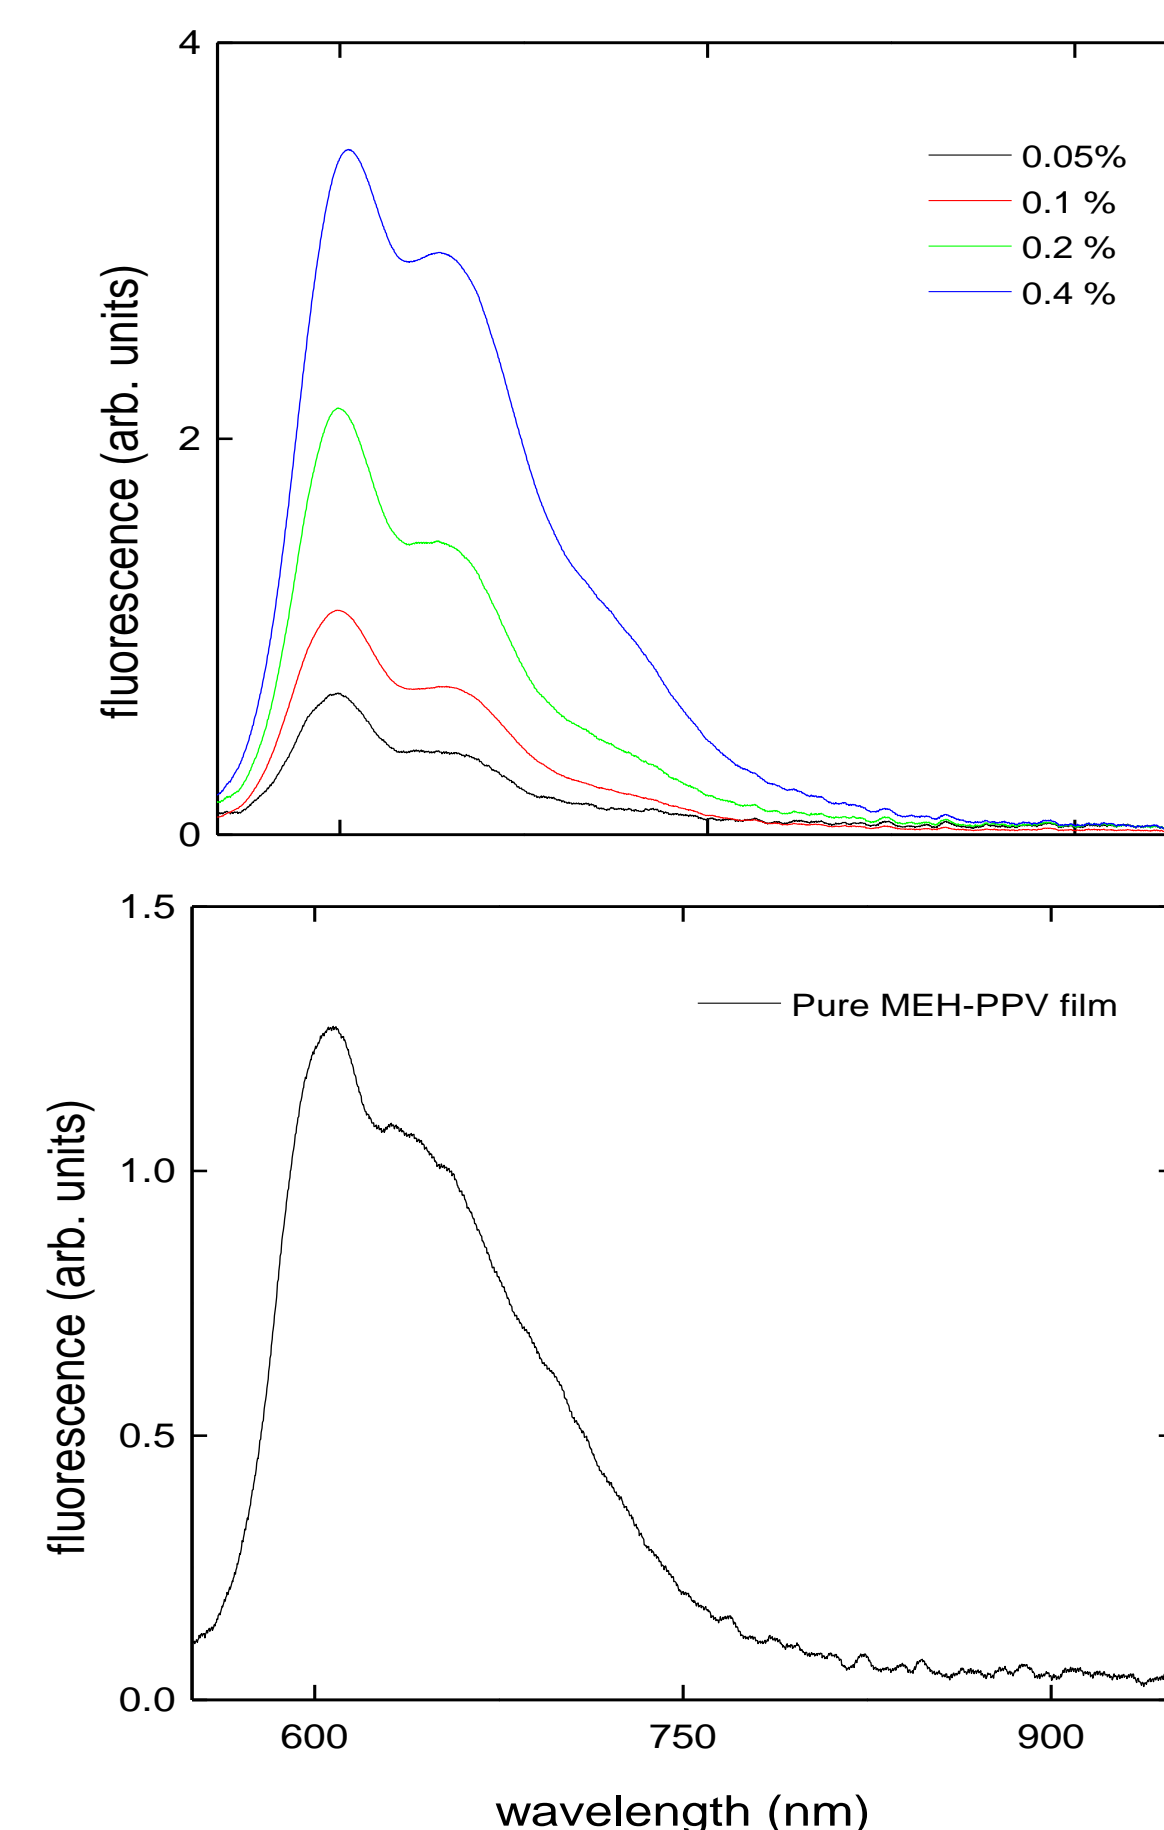 4
0.05%
0.1 %
0.2 %
0.4 %
fluorescence (arb. units)
2
0
1.5
Pure MEH-PPV film
fluorescence (arb. units)
1.0
0.5
0.0
600 750 900
wavelength (nm)